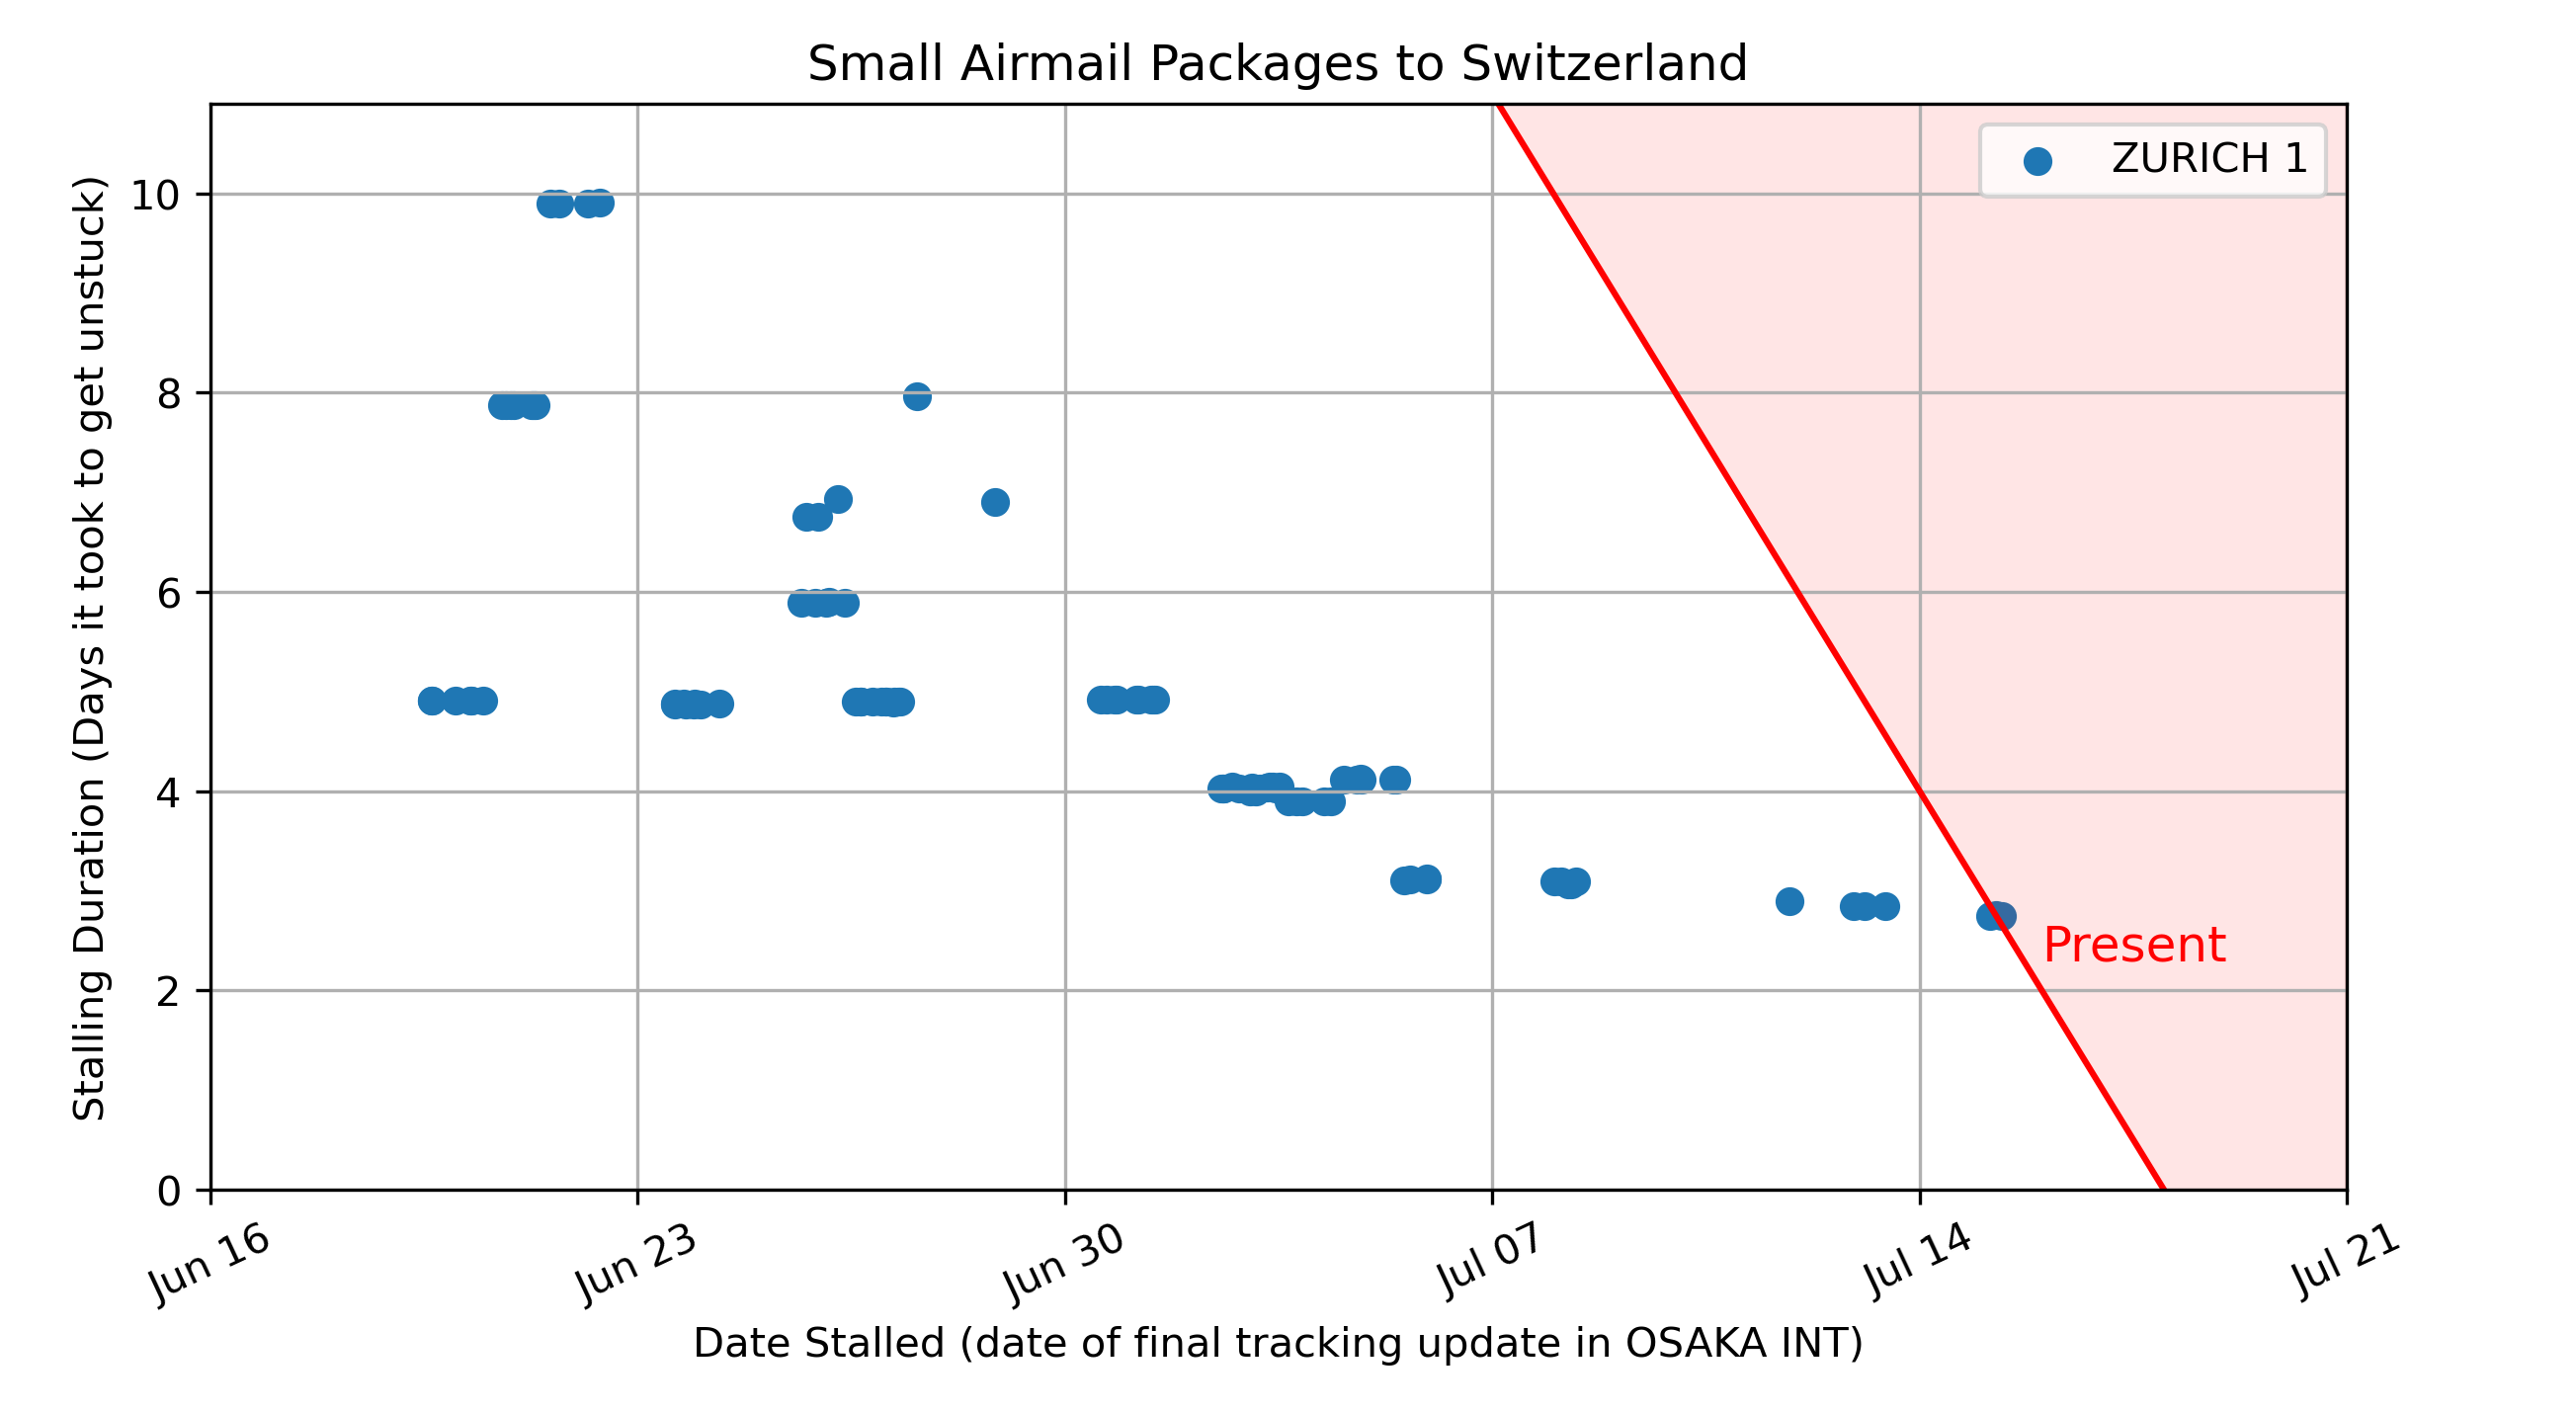 Small Airmail Packages to Switzerland
Stalling Duration (Days it took to get unstuck)
10
8
6
4
2
0
ZURICH 1
Present
Jun 16
Jun 23
Jun 30
Jul 07
Jul 14
Jul 21
Date Stalled (date of final tracking update in OSAKA INT)